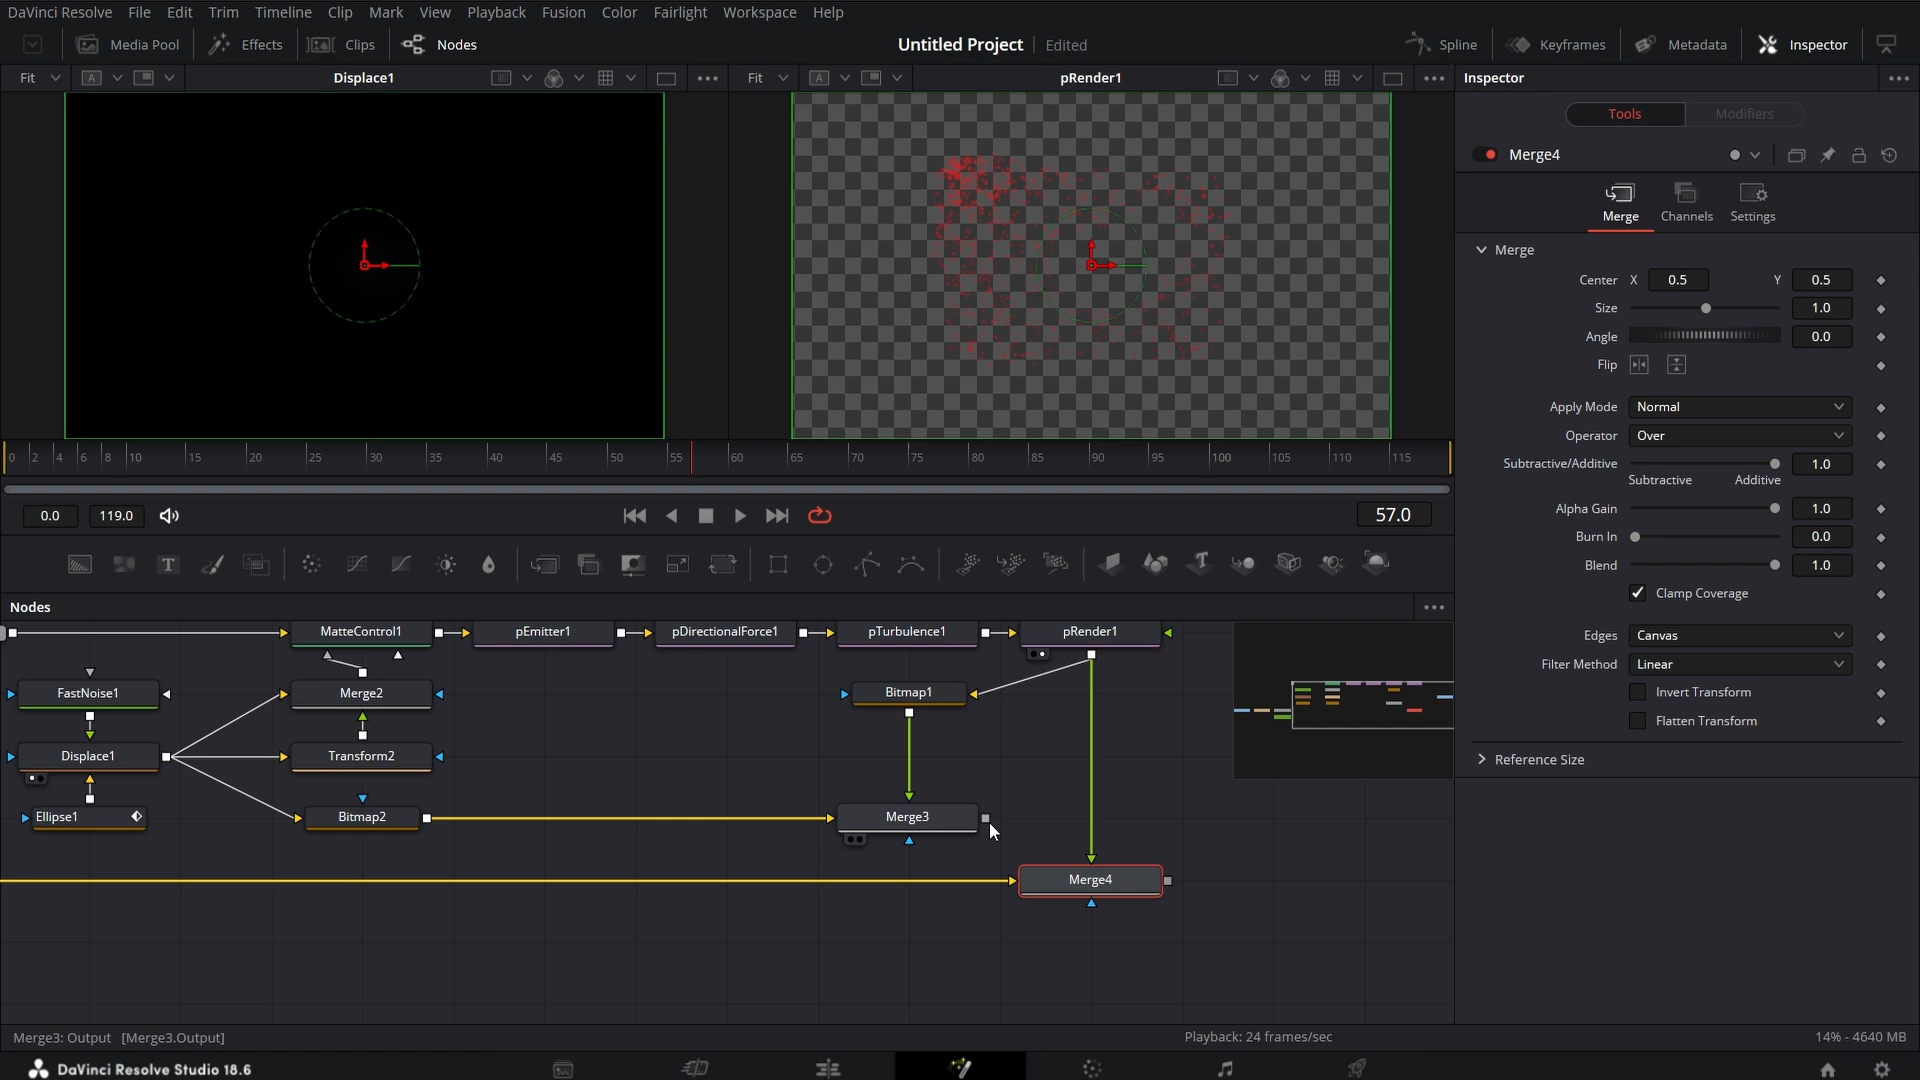 DaVinci Resolve File Edit Trim Timeline Clip Mark View Playback Fusion Color Fairlight Workspace Help
Media Pool Effects Clips Nodes Untitled Project Edited Spline Keyframes Metadata Inspector
Fit A Displace1 Fit A pRender1 Inspector
Tools Modifiers
Merge4
Merge Channels Settings
Merge
Center X 0.5 Y 0.5
Size 1.0
Angle 0.0
Flip
Apply Mode Normal
Operator Over
Subtractive/Additive 1.0
Subtractive Additive
Alpha Gain 1.0
Burn In 0.0
Blend 1.0
Clamp Coverage
Edges Canvas
Filter Method Linear
Invert Transform
Flatten Transform
Reference Size
0 2 4 6 8 10 15 20 25 30 35 40 45 50 55 60 65 70 75 80 85 90 95 100 105 110 115
0.0 119.0 57.0
T T
Nodes
MatteControl1 pEmitter1 pDirectionalForce1 pTurbulence1 pRender1
FastNoise1 Merge2 Bitmap1
Displace1 Transform2
Ellipse1 Bitmap2 Merge3
Merge4
Merge3: Output [Merge3.Output] Playback: 24 frames/sec 14% - 4640 MB
DaVinci Resolve Studio 18.6